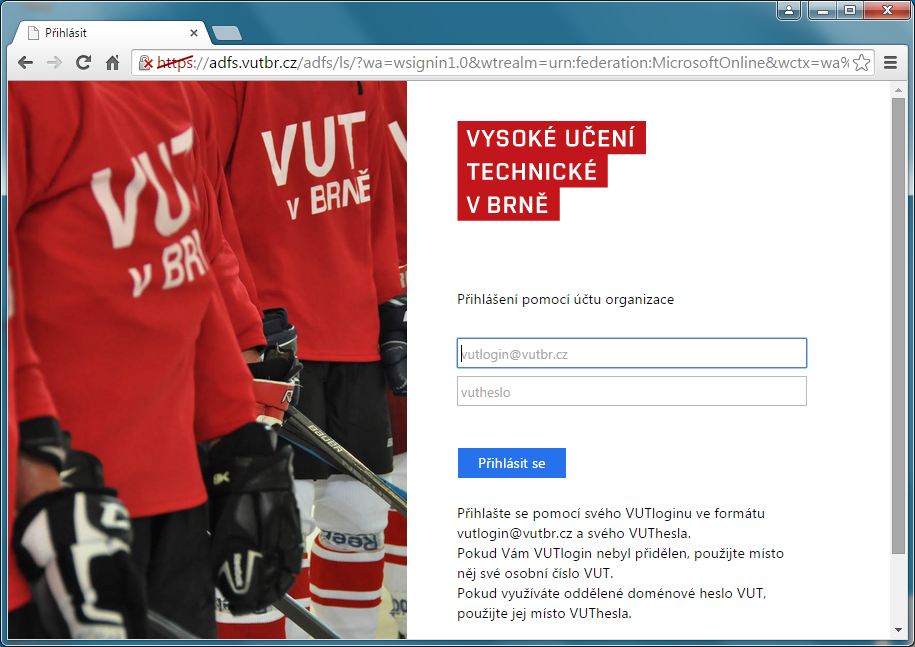 Přihlásit
https://adfs.vutbr.cz/adfs/ls/?wa=wsignin1.0&wtrealm=urn:federation:MicrosoftOnline&wctx=wa%
VUT
V BRNĚ
VUT
V BRN
VYSOKÉ UČENÍ
TECHNICKÉ
V BRNĚ
Přihlášení pomocí účtu organizace
vutlogin@vutbr.cz
vutheslo
Přihlásit se
Přihlašte se pomocí svého VUTloginu ve formátu
vutlogin@vutbr.cz a svého VUThesla.
Pokud Vám VUTlogin nebyl přidělen, použijte místo
něj své osobní číslo VUT.
Pokud využíváte oddělené doménové heslo VUT,
použijte jej místo VUThesla.
BAUER
Reebok